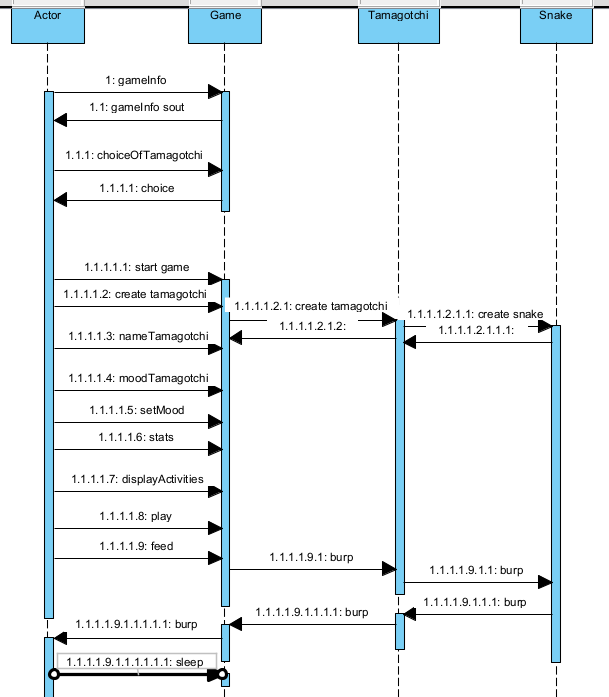 Actor
Game
Tamagotchi
Snake
1: gameInfo
1.1: gameInfo sout
1.1.1: choiceOfTamagotchi
1.1.1.1: choice
1.1.1.1.1: start game
1.1.1.1.2: create tamagotchi
1.1.1.1.2.1: create tamagotchi
1.1.1.1.2.1.1: create snake
1.1.1.1.2.1.2:
1.1.1.1.2.1.1.1:
1.1.1.1.3: nameTamagotchi
1.1.1.1.4: moodTamagotchi
1.1.1.1.5: setMood
1.1.1.1.6: stats
1.1.1.1.7: displayActivities
1.1.1.1.8: play
1.1.1.1.9: feed
1.1.1.1.9.1: burp
1.1.1.1.9.1.1: burp
1.1.1.1.9.1.1.1: burp
1.1.1.1.9.1.1.1.1: burp
1.1.1.1.9.1.1.1.1.1: burp
1.1.1.1.9.1.1.1.1.1.1: sleep